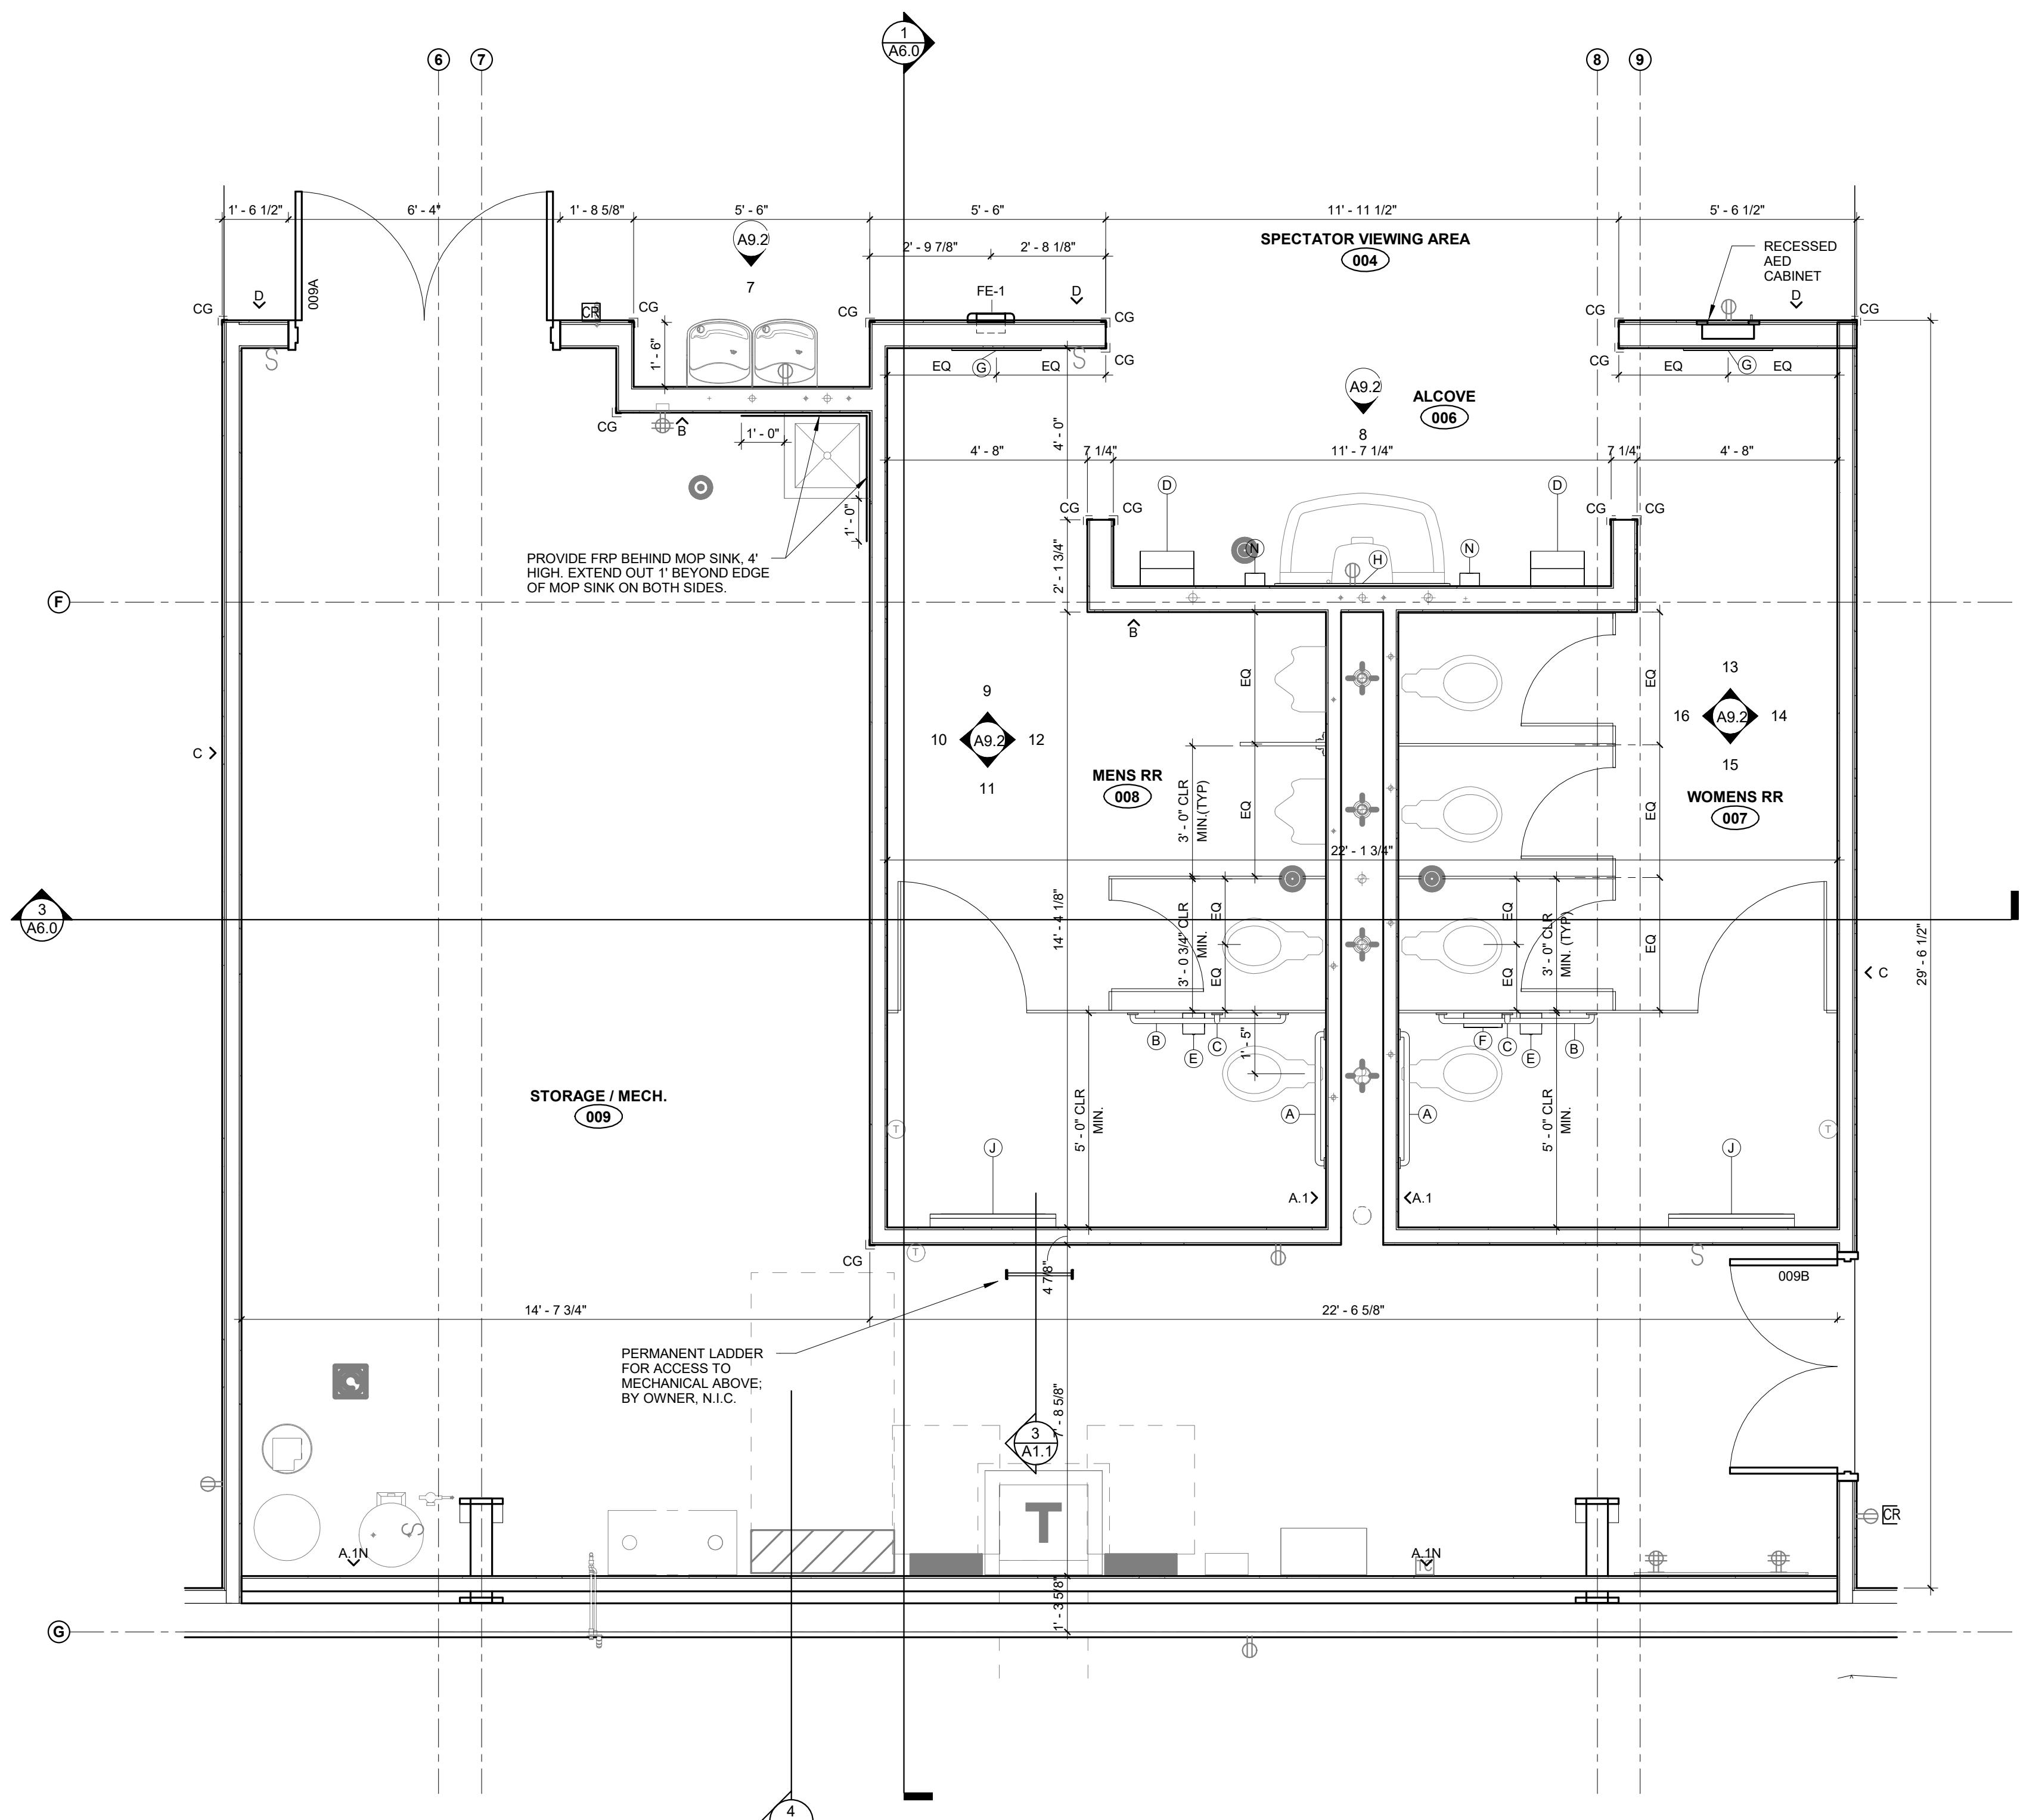 1
A6.0
6
7
8
9
1' - 6 1/2"
6' - 4"
1' - 8 5/8"
5' - 6"
5' - 6"
11' - 11 1/2"
5' - 6 1/2"
A9.2
7
2' - 9 7/8"
2' - 8 1/8"
SPECTATOR VIEWING AREA
004
RECESSED
AED
CABINET
009A
D
FE-1
D
D
CG
CR
CG
CG
CG
CG
CG
S
1' - 6"
EQ
G
EQ
S
CG
CG
EQ
G
EQ
A9.2
8
ALCOVE
006
CG
B
1' - 0"
4' - 0"
4' - 8"
7 1/4"
11' - 7 1/4"
7 1/4"
4' - 8"
D
D
CG
CG
CG
CG
1' - 0"
N
H
N
PROVIDE FRP BEHIND MOP SINK, 4'
HIGH. EXTEND OUT 1' BEYOND EDGE
OF MOP SINK ON BOTH SIDES.
2' - 1 3/4"
F
B
EQ
EQ
9
10
A9.2
12
11
13
16
A9.2
14
15
C
MENS RR
008
3' - 0" CLR
MIN.(TYP)
EQ
EQ
WOMENS RR
007
22' - 1 3/4"
3
A6.0
14' - 4 1/8"
3' - 0 3/4" CLR
MIN.
EQ
EQ
EQ
EQ
3' - 0" CLR
MIN. (TYP)
EQ
C
29' - 6 1/2"
B
E
C
1' - 5"
F
C
E
B
STORAGE / MECH.
009
A
A
5' - 0" CLR
MIN.
5' - 0" CLR
MIN.
T
T
J
J
A.1
A.1
CG
T
S
4 7/8"
009B
14' - 7 3/4"
22' - 6 5/8"
PERMANENT LADDER
FOR ACCESS TO
MECHANICAL ABOVE;
BY OWNER, N.I.C.
7' - 8 5/8"
3
A1.1
T
S
CR
A.1N
A.1N
TC
1' - 3 5/8"
G
4